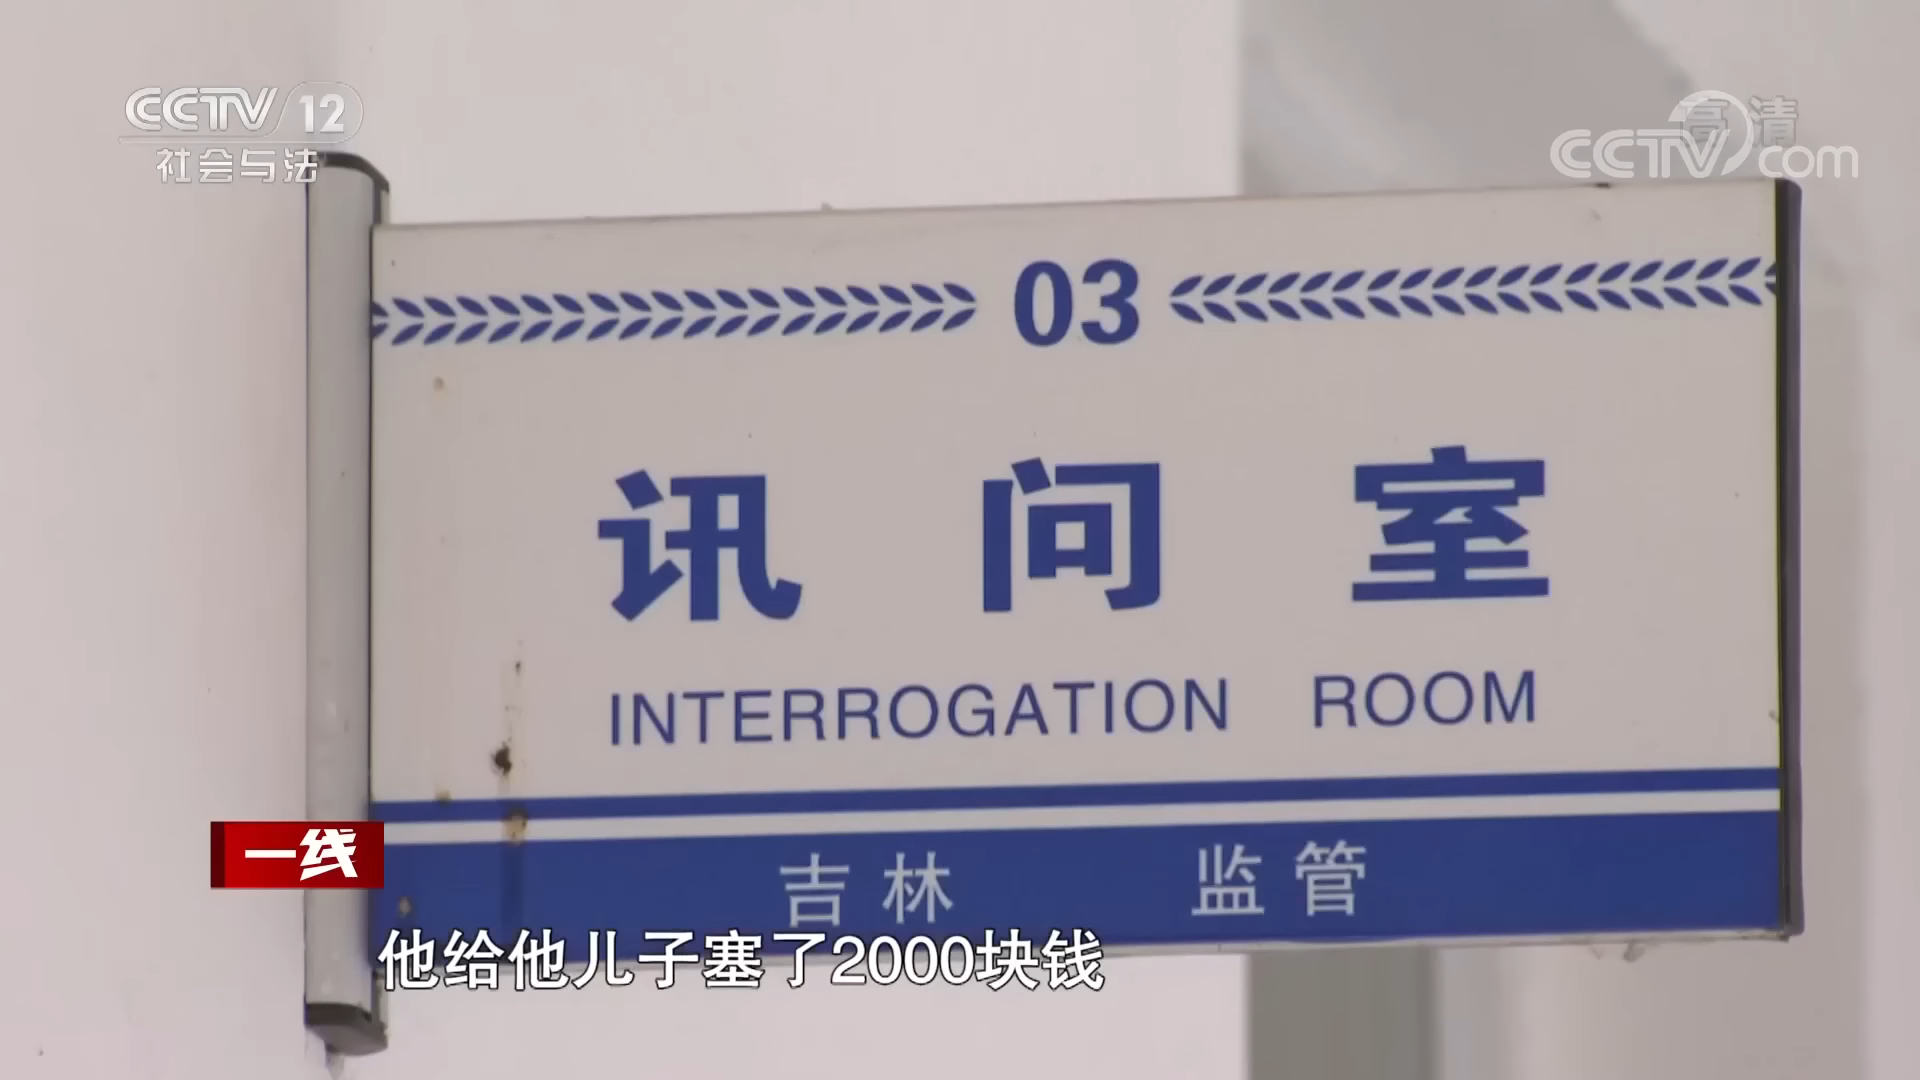 CCTV 12
社会与法
高清
CCTV.com
03
讯问室
INTERROGATION ROOM
吉林 监管
一线
他给他儿子塞了2000块钱